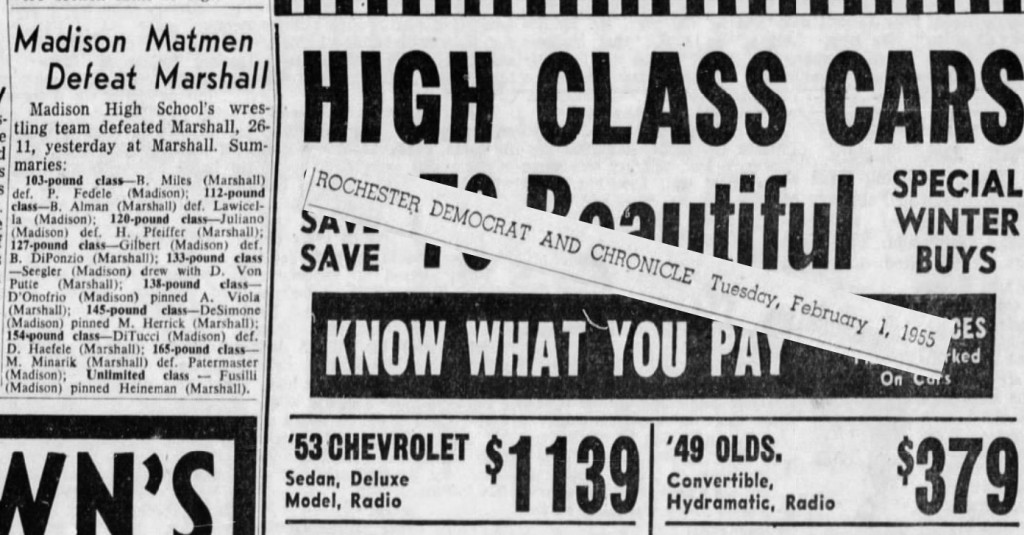 Madison Matmen
Defeat Marshall
Madison High School's wres-
tling team defeated Marshall, 26-
11, yesterday at Marshall. Sum-
maries:
103-pound class—B. Miles (Marshall)
def. P. Fedele (Madison); 112-pound
class—B. Alman (Marshall) def. Lawicel-
la (Madison); 120-pound class—Juliano
(Madison) def. H. Pfeiffer (Marshall);
127-pound class—Gilbert (Madison) def.
B. DiPonzio (Marshall); 133-pound class
—Seegler (Madison) drew with D. Von
Putte (Marshall); 138-pound class—
D'Onofrio (Madison) pinned A. Viola
(Marshall); 145-pound class—DeSimone
(Madison) pinned M. Herrick (Marshall);
154-pound class—DiTucci (Madison) def.
D. Haefele (Marshall); 165-pound class—
M. Minarik (Marshall) def. Patermaster
(Madison); Unlimited class — Fusilli
(Madison) pinned Heineman (Marshall).
WN'S
HIGH CLASS CARS
ROCHESTER DEMOCRAT AND CHRONICLE Tuesday, February 1, 1955
SAVE
SAVE
70 Beautiful
SPECIAL
WINTER
BUYS
KNOW WHAT YOU PAY
On Cars
'53 CHEVROLET
Sedan, Deluxe
Model, Radio
$1139
'49 OLDS.
Convertible,
Hydramatic, Radio
$379